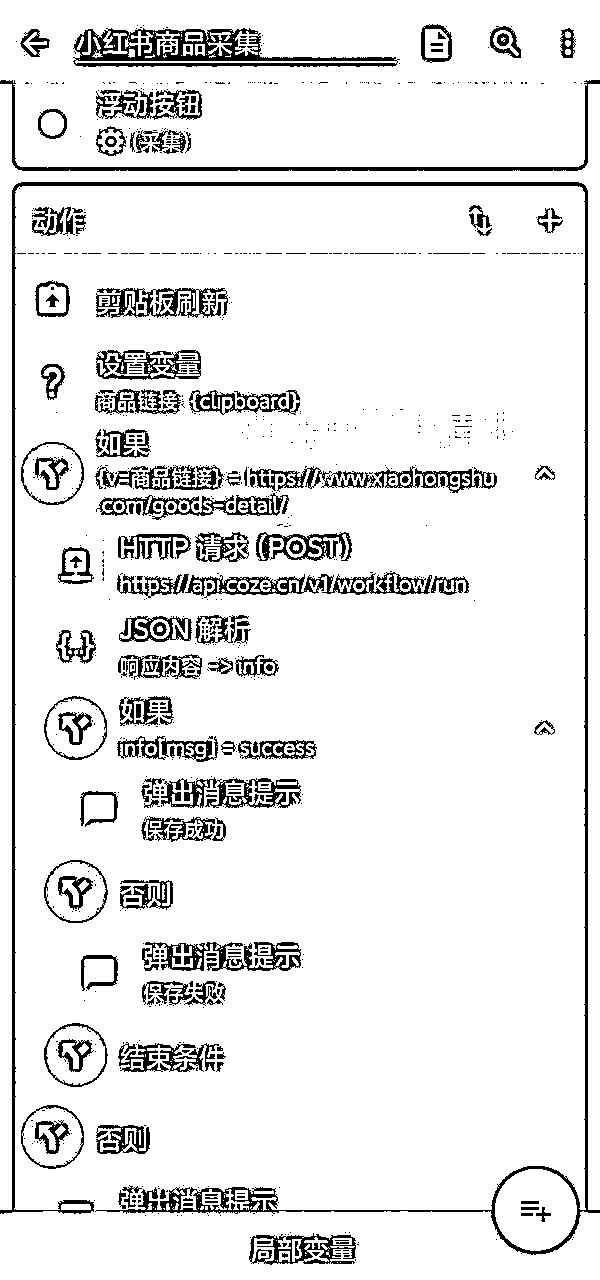 小红书商品采集
浮动按钮
(采集)
动作
剪贴板刷新
设置变量
商品链接 {clipboard}
如果
{v=商品链接} = https://www.xiaohongshu
.com/goods-detail/
HTTP 请求 (POST)
https://api.coze.cn/v1/workflow/run
JSON 解析
响应内容 => info
如果
info[msg] = success
弹出消息提示
保存成功
否则
弹出消息提示
保存失败
结束条件
否则
弹出消息提示
局部变量